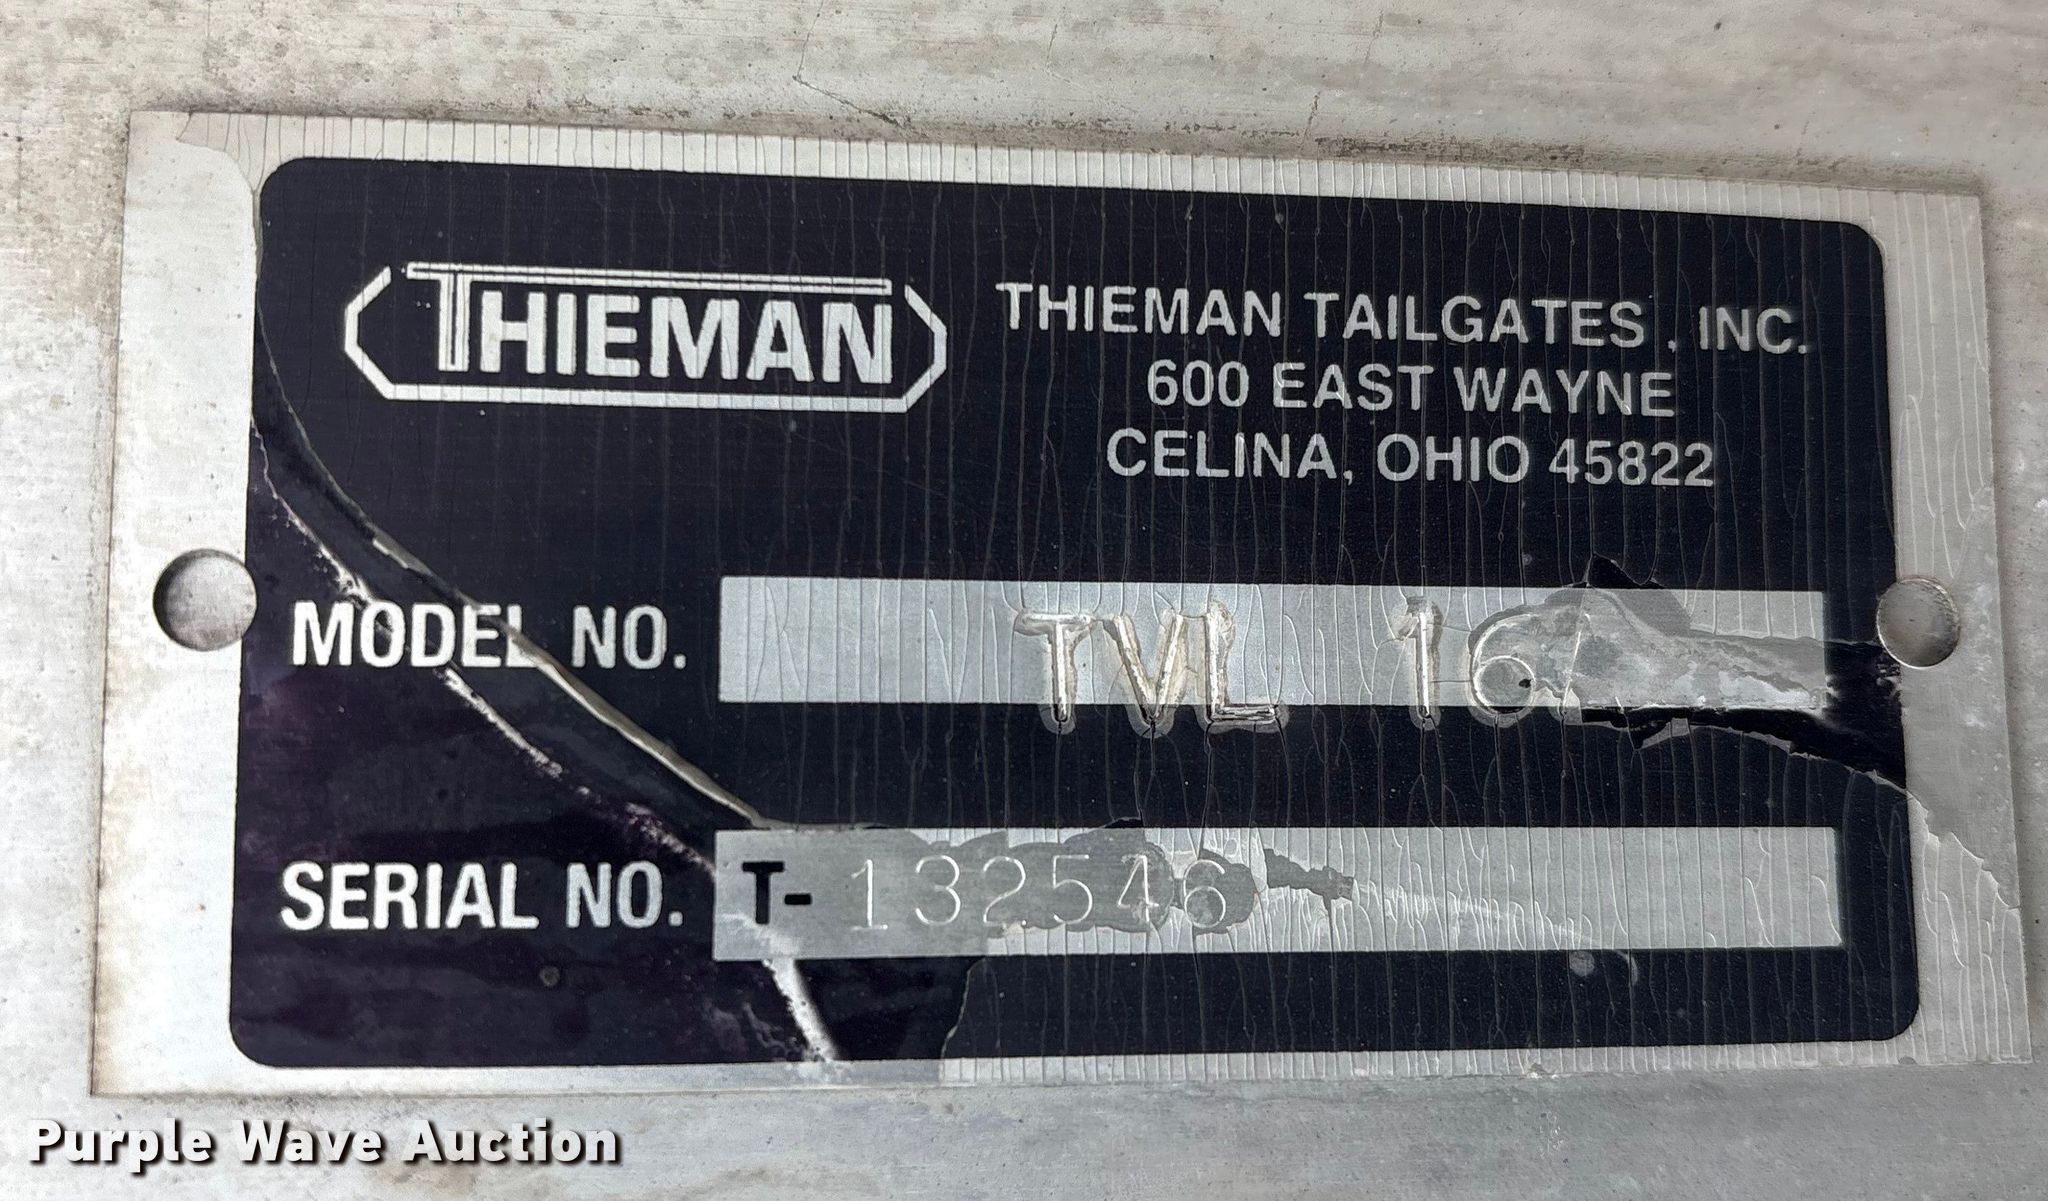 THIEMAN
THIEMAN TAILGATES, INC.
600 EAST WAYNE
CELINA, OHIO 45822
MODEL NO. TVL 16
SERIAL NO. T-132546
Purple Wave Auction